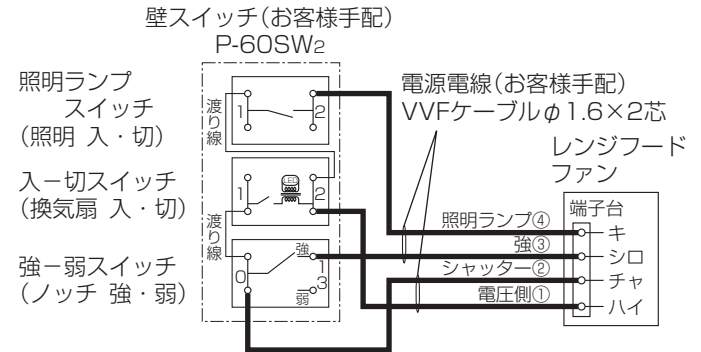 壁スイッチ(お客様手配)
P-60SW2
照明ランプ
スイッチ
(照明 入・切)
入-切スイッチ
(換気扇 入・切)
強-弱スイッチ
(ノッチ 強・弱)
渡り線
1
2
渡り線
1
LED
2
0
強
1
3
弱
電源電線(お客様手配)
VVFケーブルφ1.6×2芯
レンジフード
ファン
端子台
照明ランプ④
キ
強③
シロ
シャッター②
チャ
電圧側①
ハイ